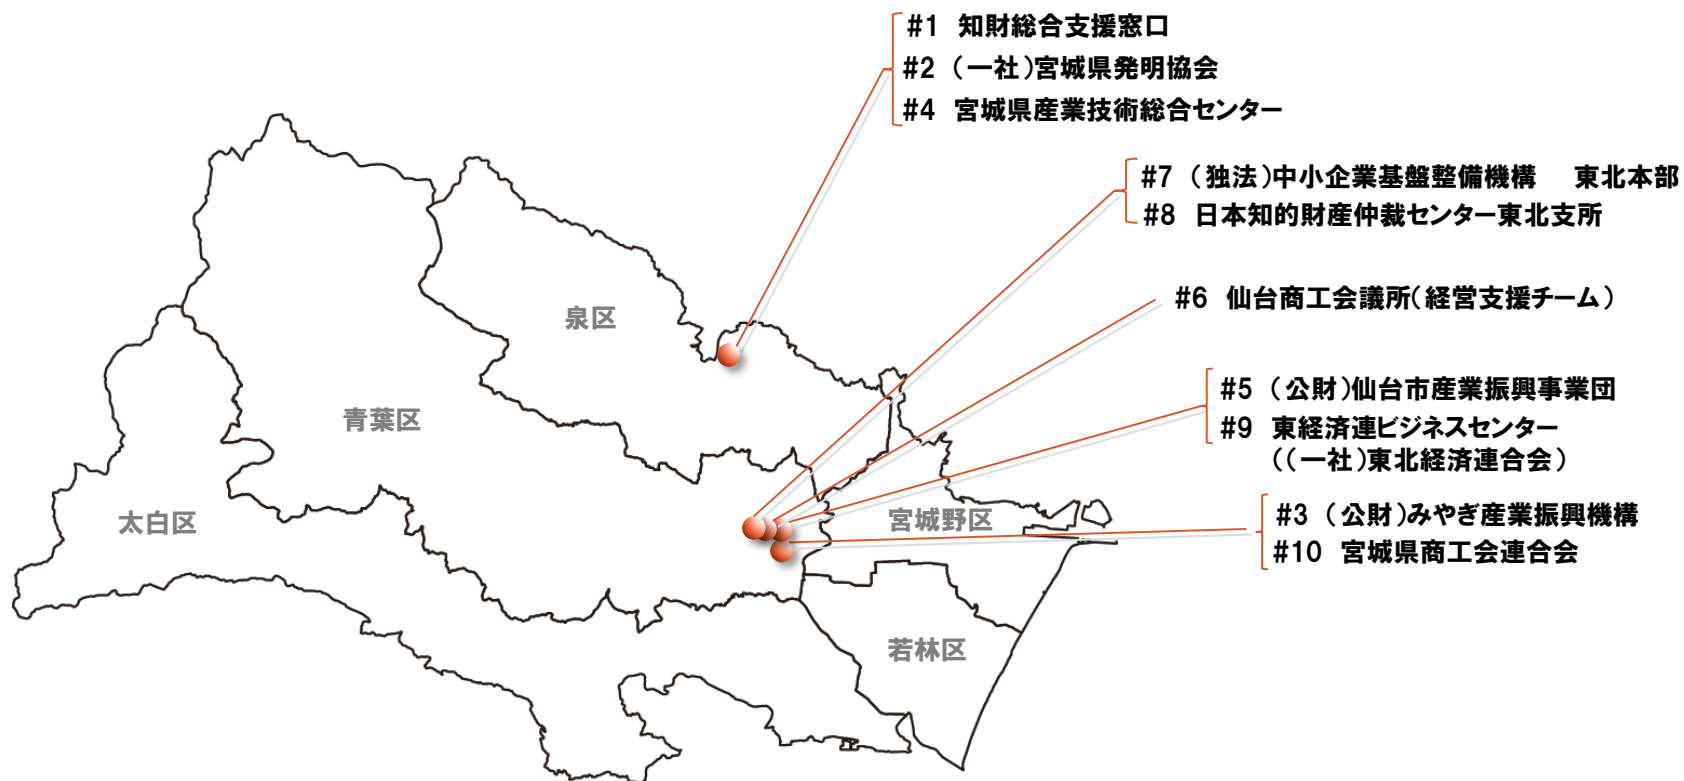 #1 知財総合支援窓口
#2 (一社)宮城県発明協会
#4 宮城県産業技術総合センター
#7 (独法)中小企業基盤整備機構 東北本部
#8 日本知的財産仲裁センター東北支所
#6 仙台商工会議所(経営支援チーム)
#5 (公財)仙台市産業振興事業団
#9 東経済連ビジネスセンター
((一社)東北経済連合会)
#3 (公財)みやぎ産業振興機構
#10 宮城県商工会連合会
泉区
青葉区
太白区
宮城野区
若林区